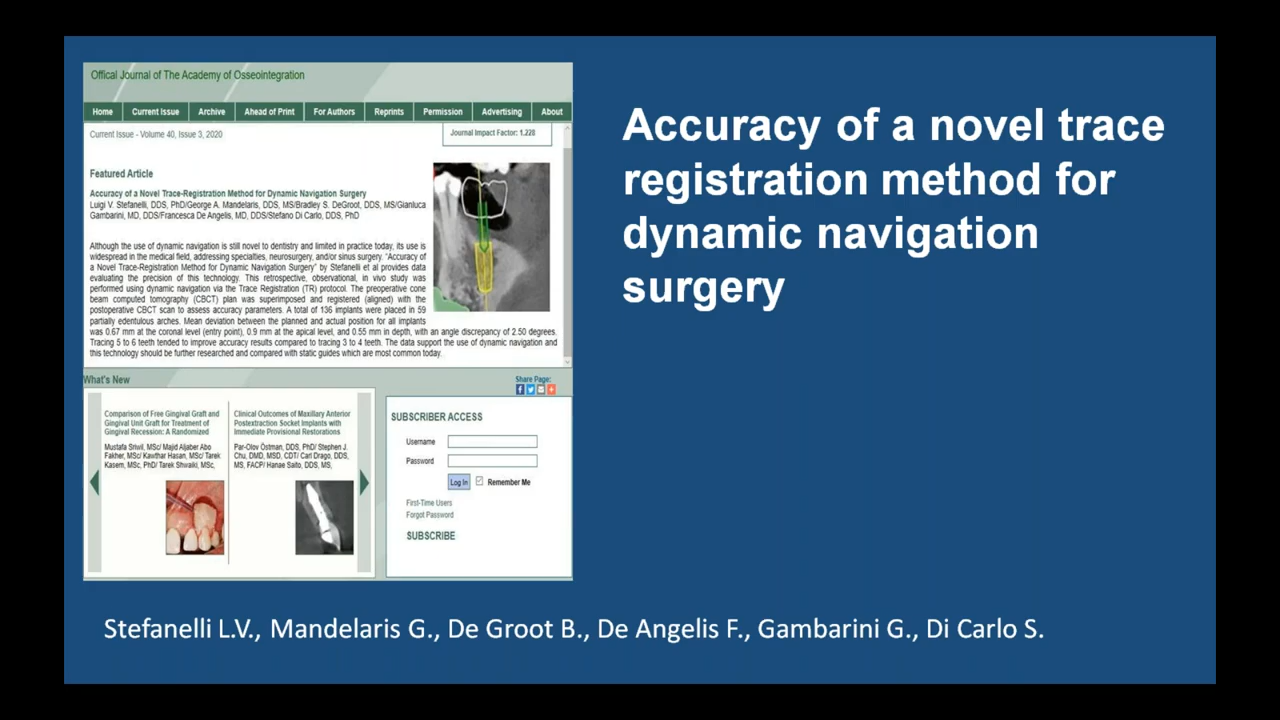 Offical Journal of The Academy of Osseointegration
Home Current Issue Archive Ahead of Print For Authors Reprints Permission Advertising About
Current Issue - Volume 40, Issue 3, 2020
Journal Impact Factor: 1,228
Featured Article
Accuracy of a Novel Trace-Registration Method for Dynamic Navigation Surgery
Luigi V. Stefanelli, DDS, PhD/George A. Mandelaris, DDS, MS/Bradley S. DeGroot, DDS, MS/Gianluca
Gambarini, MD, DDS/Francesca De Angelis, MD, DDS/Stefano Di Carlo, DDS, PhD
Although the use of dynamic navigation is still novel to dentistry and limited in practice today, its use is
widespread in the medical field, addressing specialties, neurosurgery, and/or sinus surgery. "Accuracy of
a Novel Trace-Registration Method for Dynamic Navigation Surgery" by Stefanelli et al provides data
evaluating the precision of this technology. This retrospective, observational, in vivo study was
performed using dynamic navigation via the Trace Registration (TR) protocol. The preoperative cone
beam computed tomography (CBCT) plan was superimposed and registered (aligned) with the
postoperative CBCT scan to assess accuracy parameters. A total of 136 implants were placed in 59
partially edentulous arches. Mean deviation between the planned and actual position for all implants
was 0.67 mm at the coronal level (entry point), 0.9 mm at the apical level, and 0.55 mm in depth, with an angle discrepancy of 2.50 degrees.
Tracing 5 to 6 teeth tended to improve accuracy results compared to tracing 3 to 4 teeth. The data support the use of dynamic navigation and
this technology should be further researched and compared with static guides which are most common today.
What's New
Share Page:
Comparison of Free Gingival Graft and
Gingival Unit Graft for Treatment of
Gingival Recession: A Randomized
Mustafa Sriwil, MSc/ Majid Aljaber Abo
Fakher, MSc/ Kawthar Hasan, MSc/ Tarek
Kasem, MSc, PhD/ Tarek Shwaiki, MSc,
Clinical Outcomes of Maxillary Anterior
Postextraction Socket Implants with
Immediate Provisional Restorations
Par-Olov Östman, DDS, PhD/ Stephen J.
Chu, DMD, MSD, CDT/ Carl Drago, DDS,
MS, FACP/ Hanae Saito, DDS, MS,
SUBSCRIBER ACCESS
Username
Password
Log In Remember Me
First-Time Users
Forgot Password
SUBSCRIBE
Accuracy of a novel trace
registration method for
dynamic navigation
surgery
Stefanelli L.V., Mandelaris G., De Groot B., De Angelis F., Gambarini G., Di Carlo S.